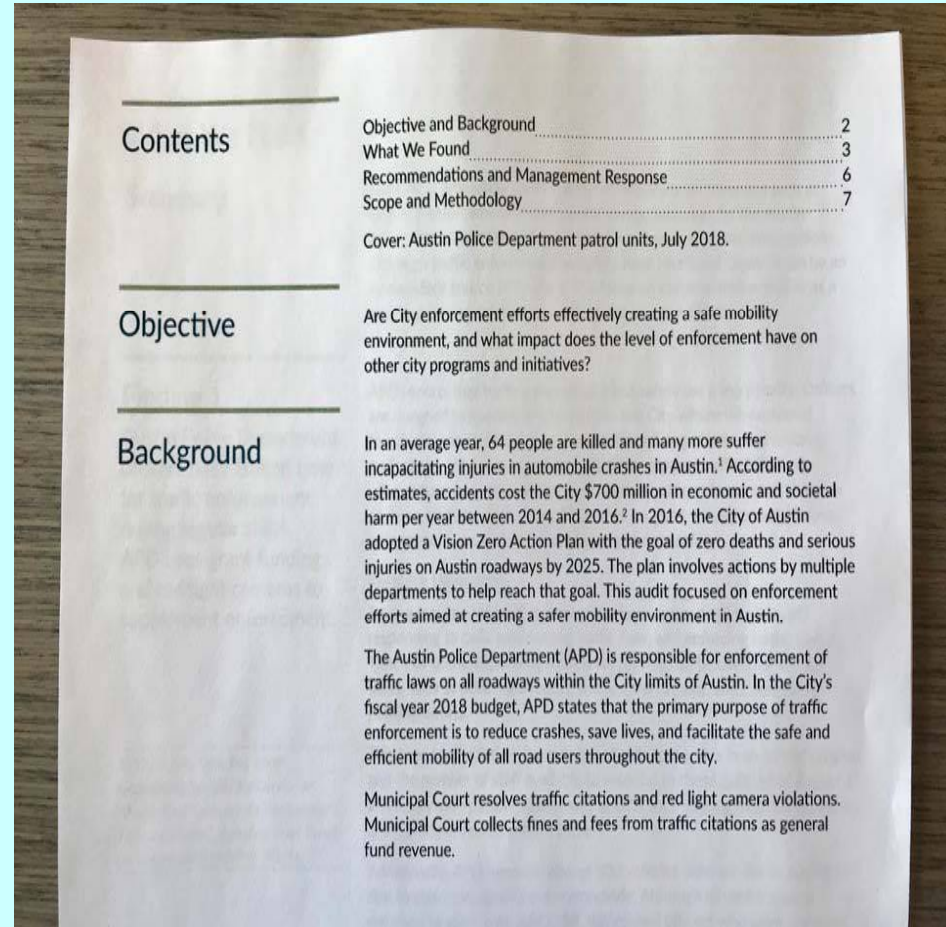 Contents
Objective and Background 2
What We Found 3
Recommendations and Management Response 6
Scope and Methodology 7
Cover: Austin Police Department patrol units, July 2018.
Objective
Are City enforcement efforts effectively creating a safe mobility
environment, and what impact does the level of enforcement have on
other city programs and initiatives?
Background
In an average year, 64 people are killed and many more suffer
incapacitating injuries in automobile crashes in Austin.¹ According to
estimates, accidents cost the City $700 million in economic and societal
harm per year between 2014 and 2016.² In 2016, the City of Austin
adopted a Vision Zero Action Plan with the goal of zero deaths and serious
injuries on Austin roadways by 2025. The plan involves actions by multiple
departments to help reach that goal. This audit focused on enforcement
efforts aimed at creating a safer mobility environment in Austin.
The Austin Police Department (APD) is responsible for enforcement of
traffic laws on all roadways within the City limits of Austin. In the City's
fiscal year 2018 budget, APD states that the primary purpose of traffic
enforcement is to reduce crashes, save lives, and facilitate the safe and
efficient mobility of all road users throughout the city.
Municipal Court resolves traffic citations and red light camera violations.
Municipal Court collects fines and fees from traffic citations as general
fund revenue.